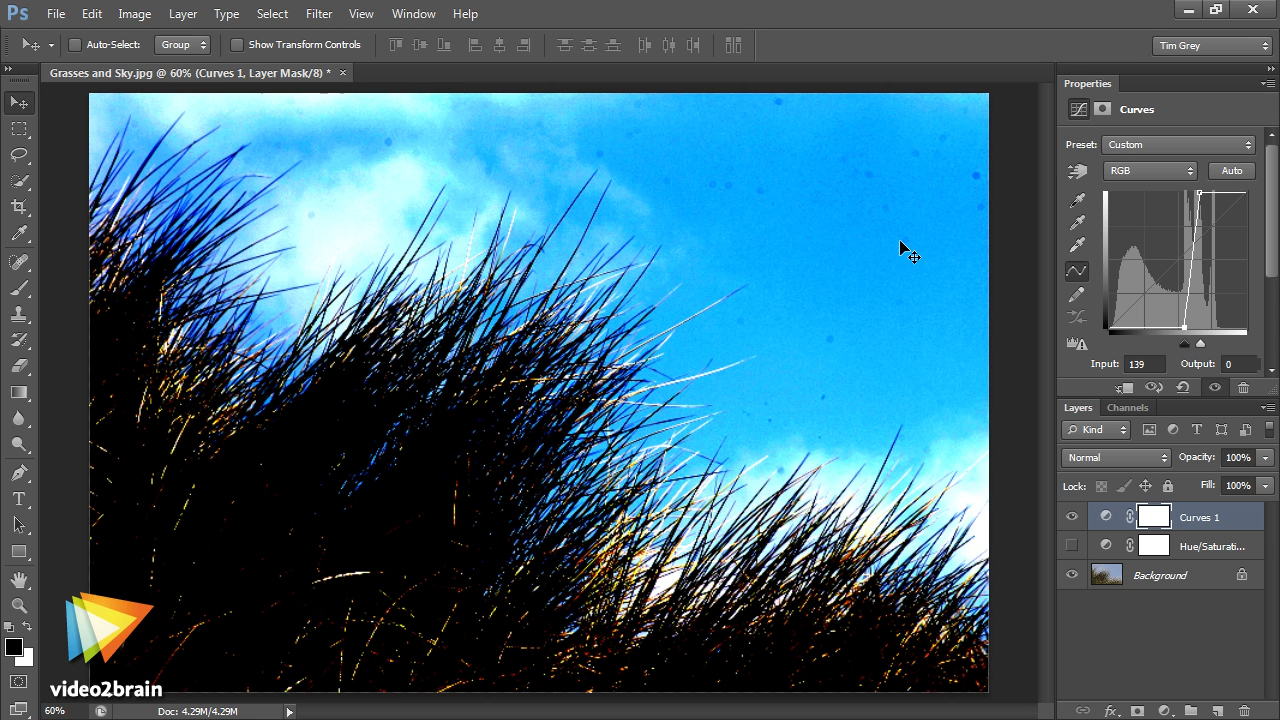 Ps File Edit Image Layer Type Select Filter View Window Help
Auto-Select: Group Show Transform Controls Tim Grey
Grasses and Sky.jpg @ 60% (Curves 1, Layer Mask/8) * ×
Properties
Curves
Preset: Custom
RGB Auto
Input: 139 Output: 0
Layers Channels
Kind
Normal Opacity: 100%
Lock: Fill: 100%
Curves 1
Hue/Saturati...
Background
video2brain
60% Doc: 4.29M/4.29M